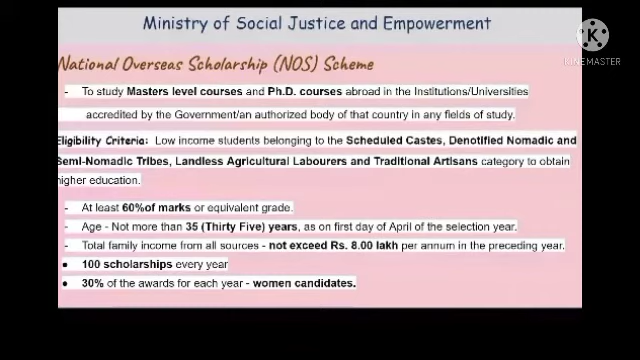 Ministry of Social Justice and Empowerment
K
KINEMASTER
National Overseas Scholarship (NOS) Scheme
- To study Masters level courses and Ph.D. courses abroad in the Institutions/Universities
accredited by the Government/an authorized body of that country in any fields of study.
Eligibility Criteria: Low income students belonging to the Scheduled Castes, Denotified Nomadic and
Semi-Nomadic Tribes, Landless Agricultural Labourers and Traditional Artisans category to obtain
higher education.
- At least 60%of marks or equivalent grade.
- Age - Not more than 35 (Thirty Five) years, as on first day of April of the selection year.
- Total family income from all sources - not exceed Rs. 8.00 lakh per annum in the preceding year.
● 100 scholarships every year
● 30% of the awards for each year - women candidates.